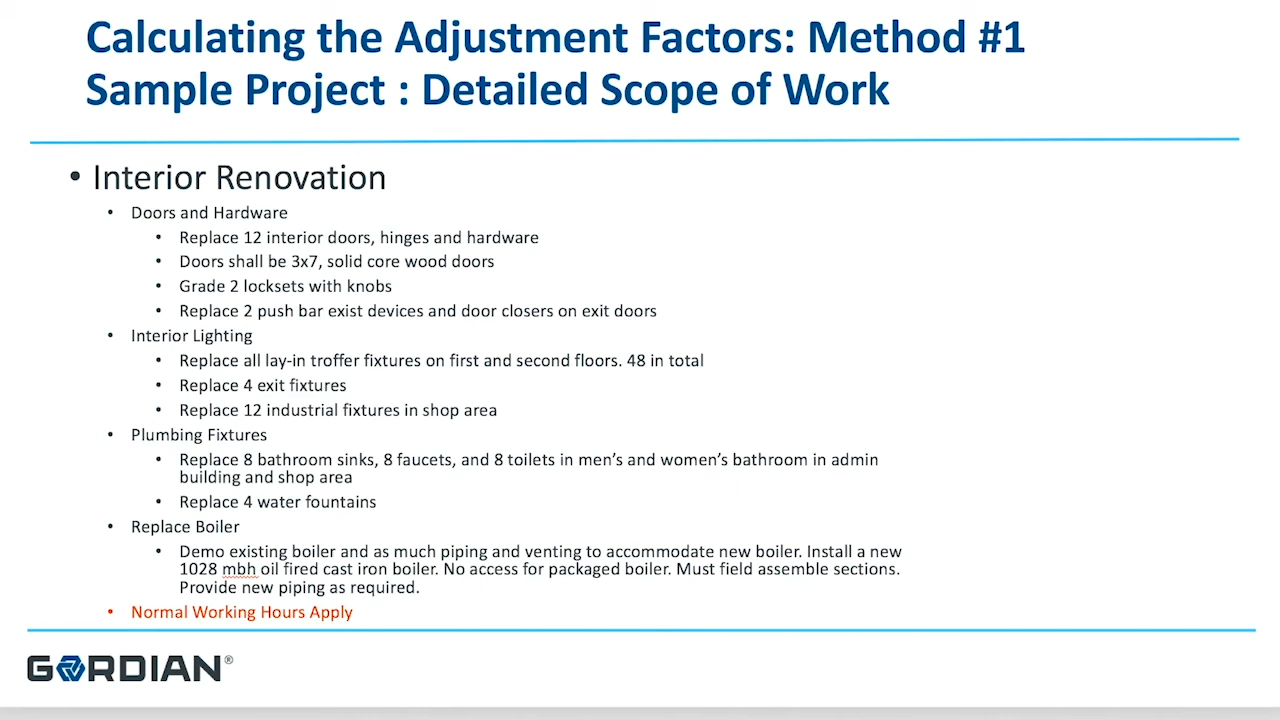 Calculating the Adjustment Factors: Method #1
Sample Project : Detailed Scope of Work
• Interior Renovation
• Doors and Hardware
• Replace 12 interior doors, hinges and hardware
• Doors shall be 3x7, solid core wood doors
• Grade 2 locksets with knobs
• Replace 2 push bar exist devices and door closers on exit doors
• Interior Lighting
• Replace all lay-in troffer fixtures on first and second floors. 48 in total
• Replace 4 exit fixtures
• Replace 12 industrial fixtures in shop area
• Plumbing Fixtures
• Replace 8 bathroom sinks, 8 faucets, and 8 toilets in men’s and women’s bathroom in admin
building and shop area
• Replace 4 water fountains
• Replace Boiler
• Demo existing boiler and as much piping and venting to accommodate new boiler. Install a new
1028 mbh oil fired cast iron boiler. No access for packaged boiler. Must field assemble sections.
Provide new piping as required.
• Normal Working Hours Apply
GORDIAN®